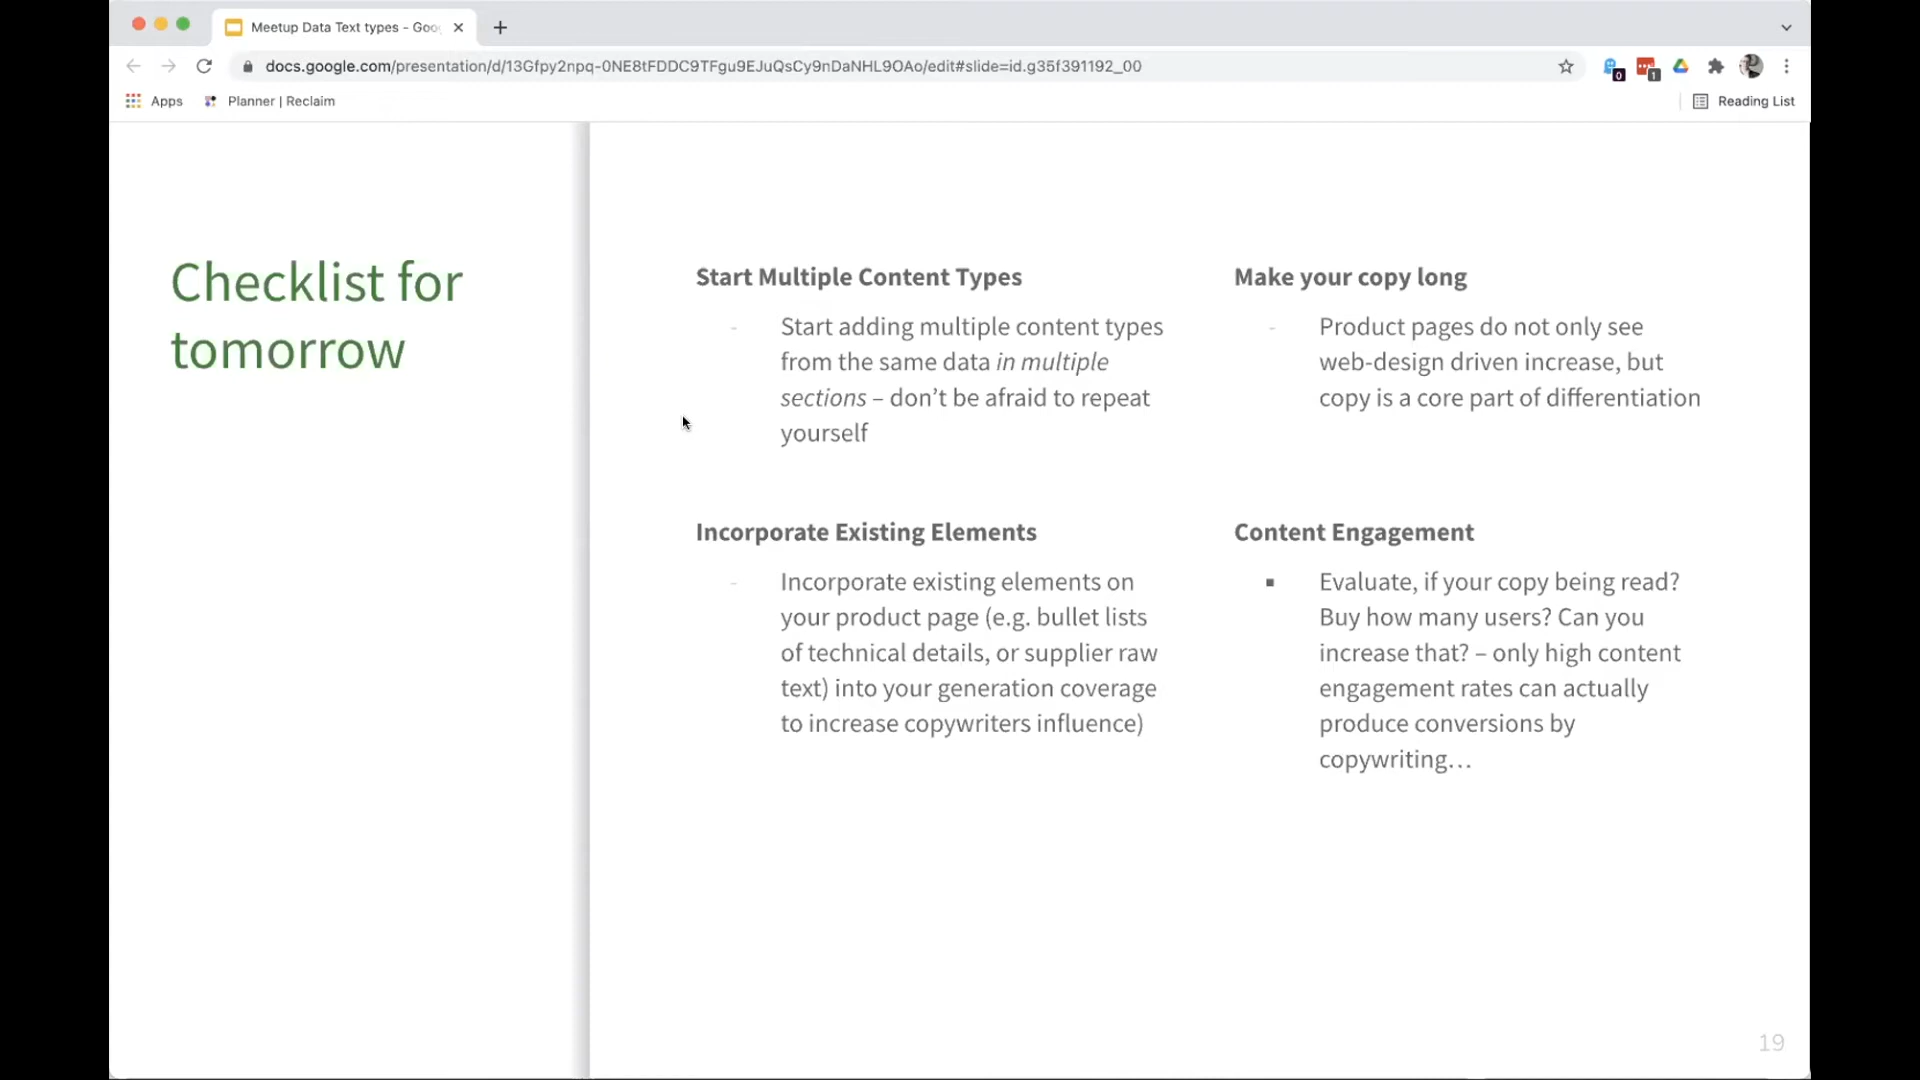 Meetup Data Text types - Goo
docs.google.com/presentation/d/13Gfpy2npq-0NE8tFDDC9TFgu9EJuQsCy9nDaNHL9OAo/edit#slide=id.g35f391192_00
0
1
Apps
Planner | Reclaim
Reading List
Checklist for
tomorrow
Start Multiple Content Types
- Start adding multiple content types
from the same data in multiple
sections – don’t be afraid to repeat
yourself
Make your copy long
- Product pages do not only see
web-design driven increase, but
copy is a core part of differentiation
Incorporate Existing Elements
- Incorporate existing elements on
your product page (e.g. bullet lists
of technical details, or supplier raw
text) into your generation coverage
to increase copywriters influence)
Content Engagement
▪ Evaluate, if your copy being read?
Buy how many users? Can you
increase that? – only high content
engagement rates can actually
produce conversions by
copywriting…
19